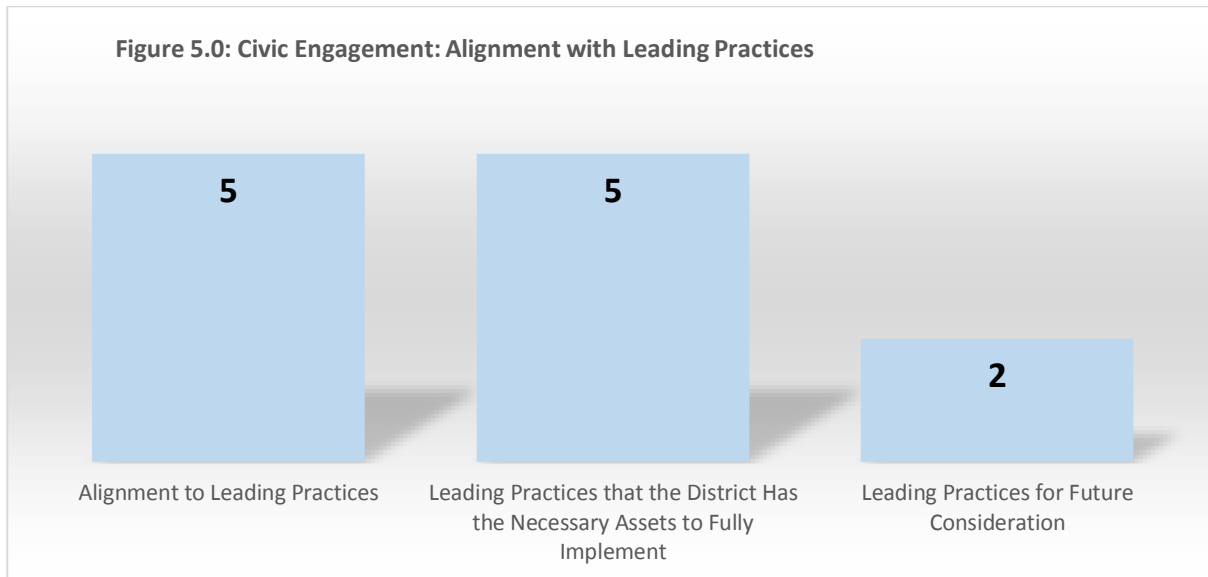 Figure 5.0: Civic Engagement: Alignment with Leading Practices
5
5
2
Alignment to Leading Practices
Leading Practices that the District Has
the Necessary Assets to Fully
Implement
Leading Practices for Future
Consideration